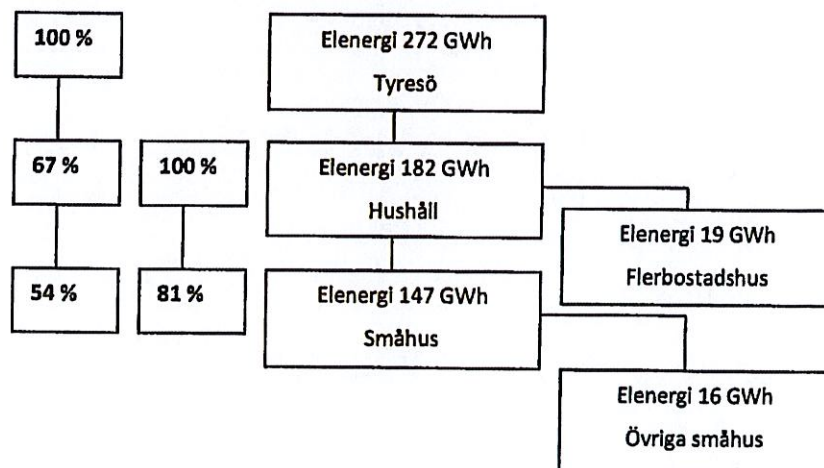 100 %
Elenergi 272 GWh
Tyresö
67 %
100 %
Elenergi 182 GWh
Hushåll
Elenergi 19 GWh
Flerbostadshus
54 %
81 %
Elenergi 147 GWh
Småhus
Elenergi 16 GWh
Övriga småhus